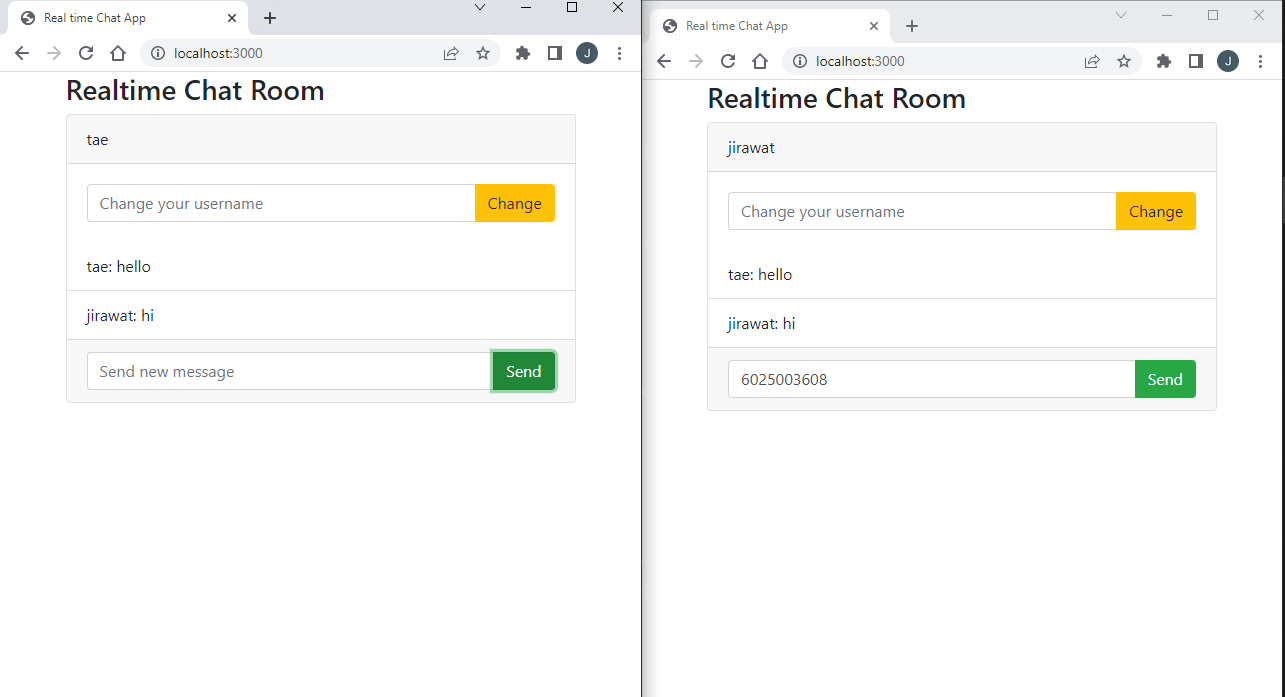 Real time Chat App
localhost:3000
J
Realtime Chat Room
tae
Change your username Change
tae: hello
jirawat: hi
Send new message Send
Real time Chat App
localhost:3000
J
Realtime Chat Room
jirawat
Change your username Change
tae: hello
jirawat: hi
6025003608 Send